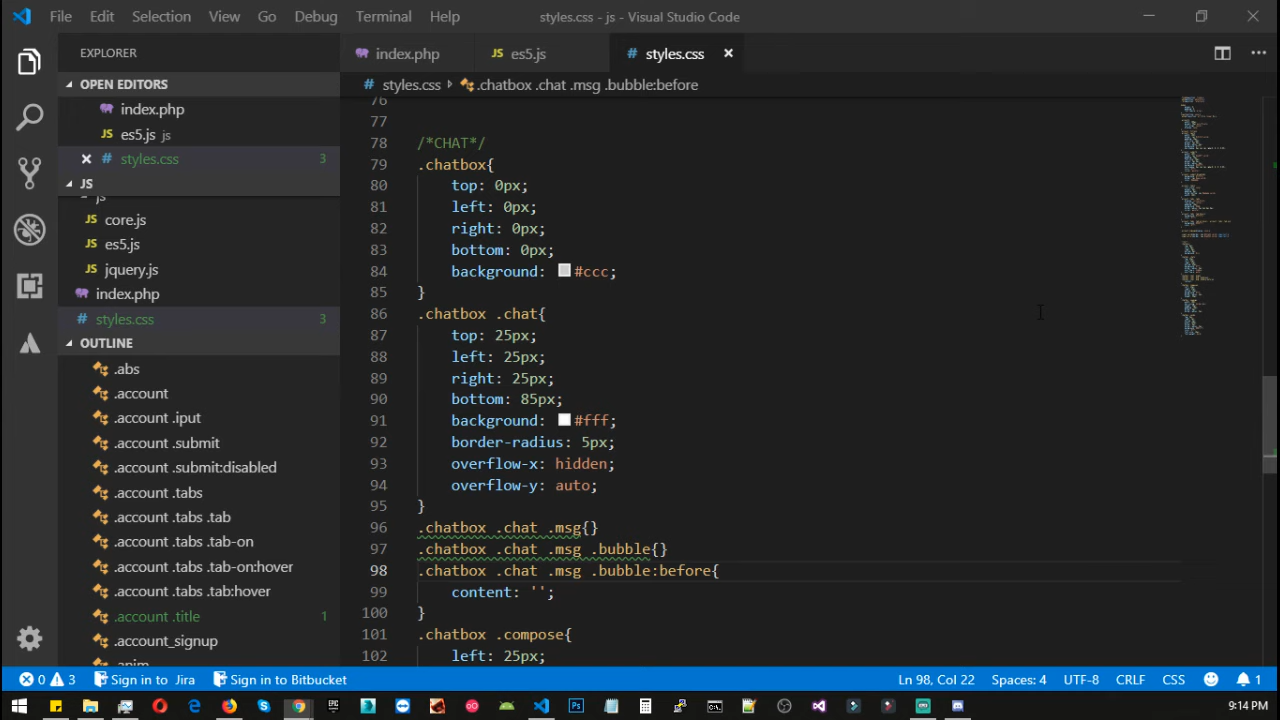 File Edit Selection View Go Debug Terminal Help styles.css - js - Visual Studio Code
EXPLORER
OPEN EDITORS
index.php
es5.js js
styles.css 3
JS
js
core.js
es5.js
jquery.js
index.php
styles.css 3
OUTLINE
.abs
.account
.account .iput
.account .submit
.account .submit:disabled
.account .tabs
.account .tabs .tab
.account .tabs .tab-on
.account .tabs .tab-on:hover
.account .tabs .tab:hover
.account .title 1
.account_signup
.anim
index.php es5.js styles.css
styles.css .chatbox .chat .msg .bubble:before
76
77
78 /*CHAT*/
79 .chatbox{
80 top: 0px;
81 left: 0px;
82 right: 0px;
83 bottom: 0px;
84 background: #ccc;
85 }
86 .chatbox .chat{
87 top: 25px;
88 left: 25px;
89 right: 25px;
90 bottom: 85px;
91 background: #fff;
92 border-radius: 5px;
93 overflow-x: hidden;
94 overflow-y: auto;
95 }
96 .chatbox .chat .msg{}
97 .chatbox .chat .msg .bubble{}
98 .chatbox .chat .msg .bubble:before{
99 content: '';
100 }
101 .chatbox .compose{
102 left: 25px;
0 3 Sign in to Jira Sign in to Bitbucket Ln 98, Col 22 Spaces: 4 UTF-8 CRLF CSS 1
9:14 PM